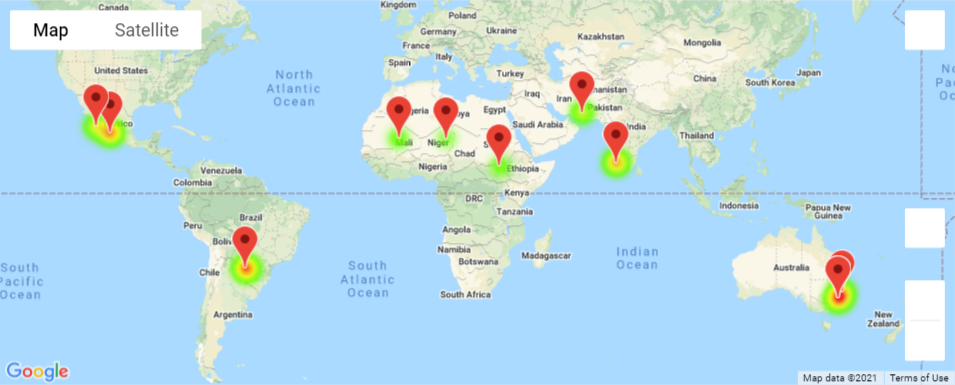 Map
Satellite
Canada
Kingdom
Poland
Germany
Ukraine
France
Kazakhstan
Mongolia
Italy
Spain
Turkey
United States
North
Atlantic
Ocean
China
Japan
South Korea
Iraq
Iran
Pakistan
Egypt
Saudi Arabia
India
Thailand
Mali
Niger
Chad
Nigeria
Ethiopia
Venezuela
Colombia
Kenya
DRC
Tanzania
Indonesia
Papua New
Guinea
Brazil
Peru
Angola
Namibia
Botswana
Madagascar
Indian
Ocean
South
Pacific
Ocean
South
Atlantic
Ocean
Chile
Australia
South Africa
Argentina
New
Zealand
Google
Map data ©2021
Terms of Use